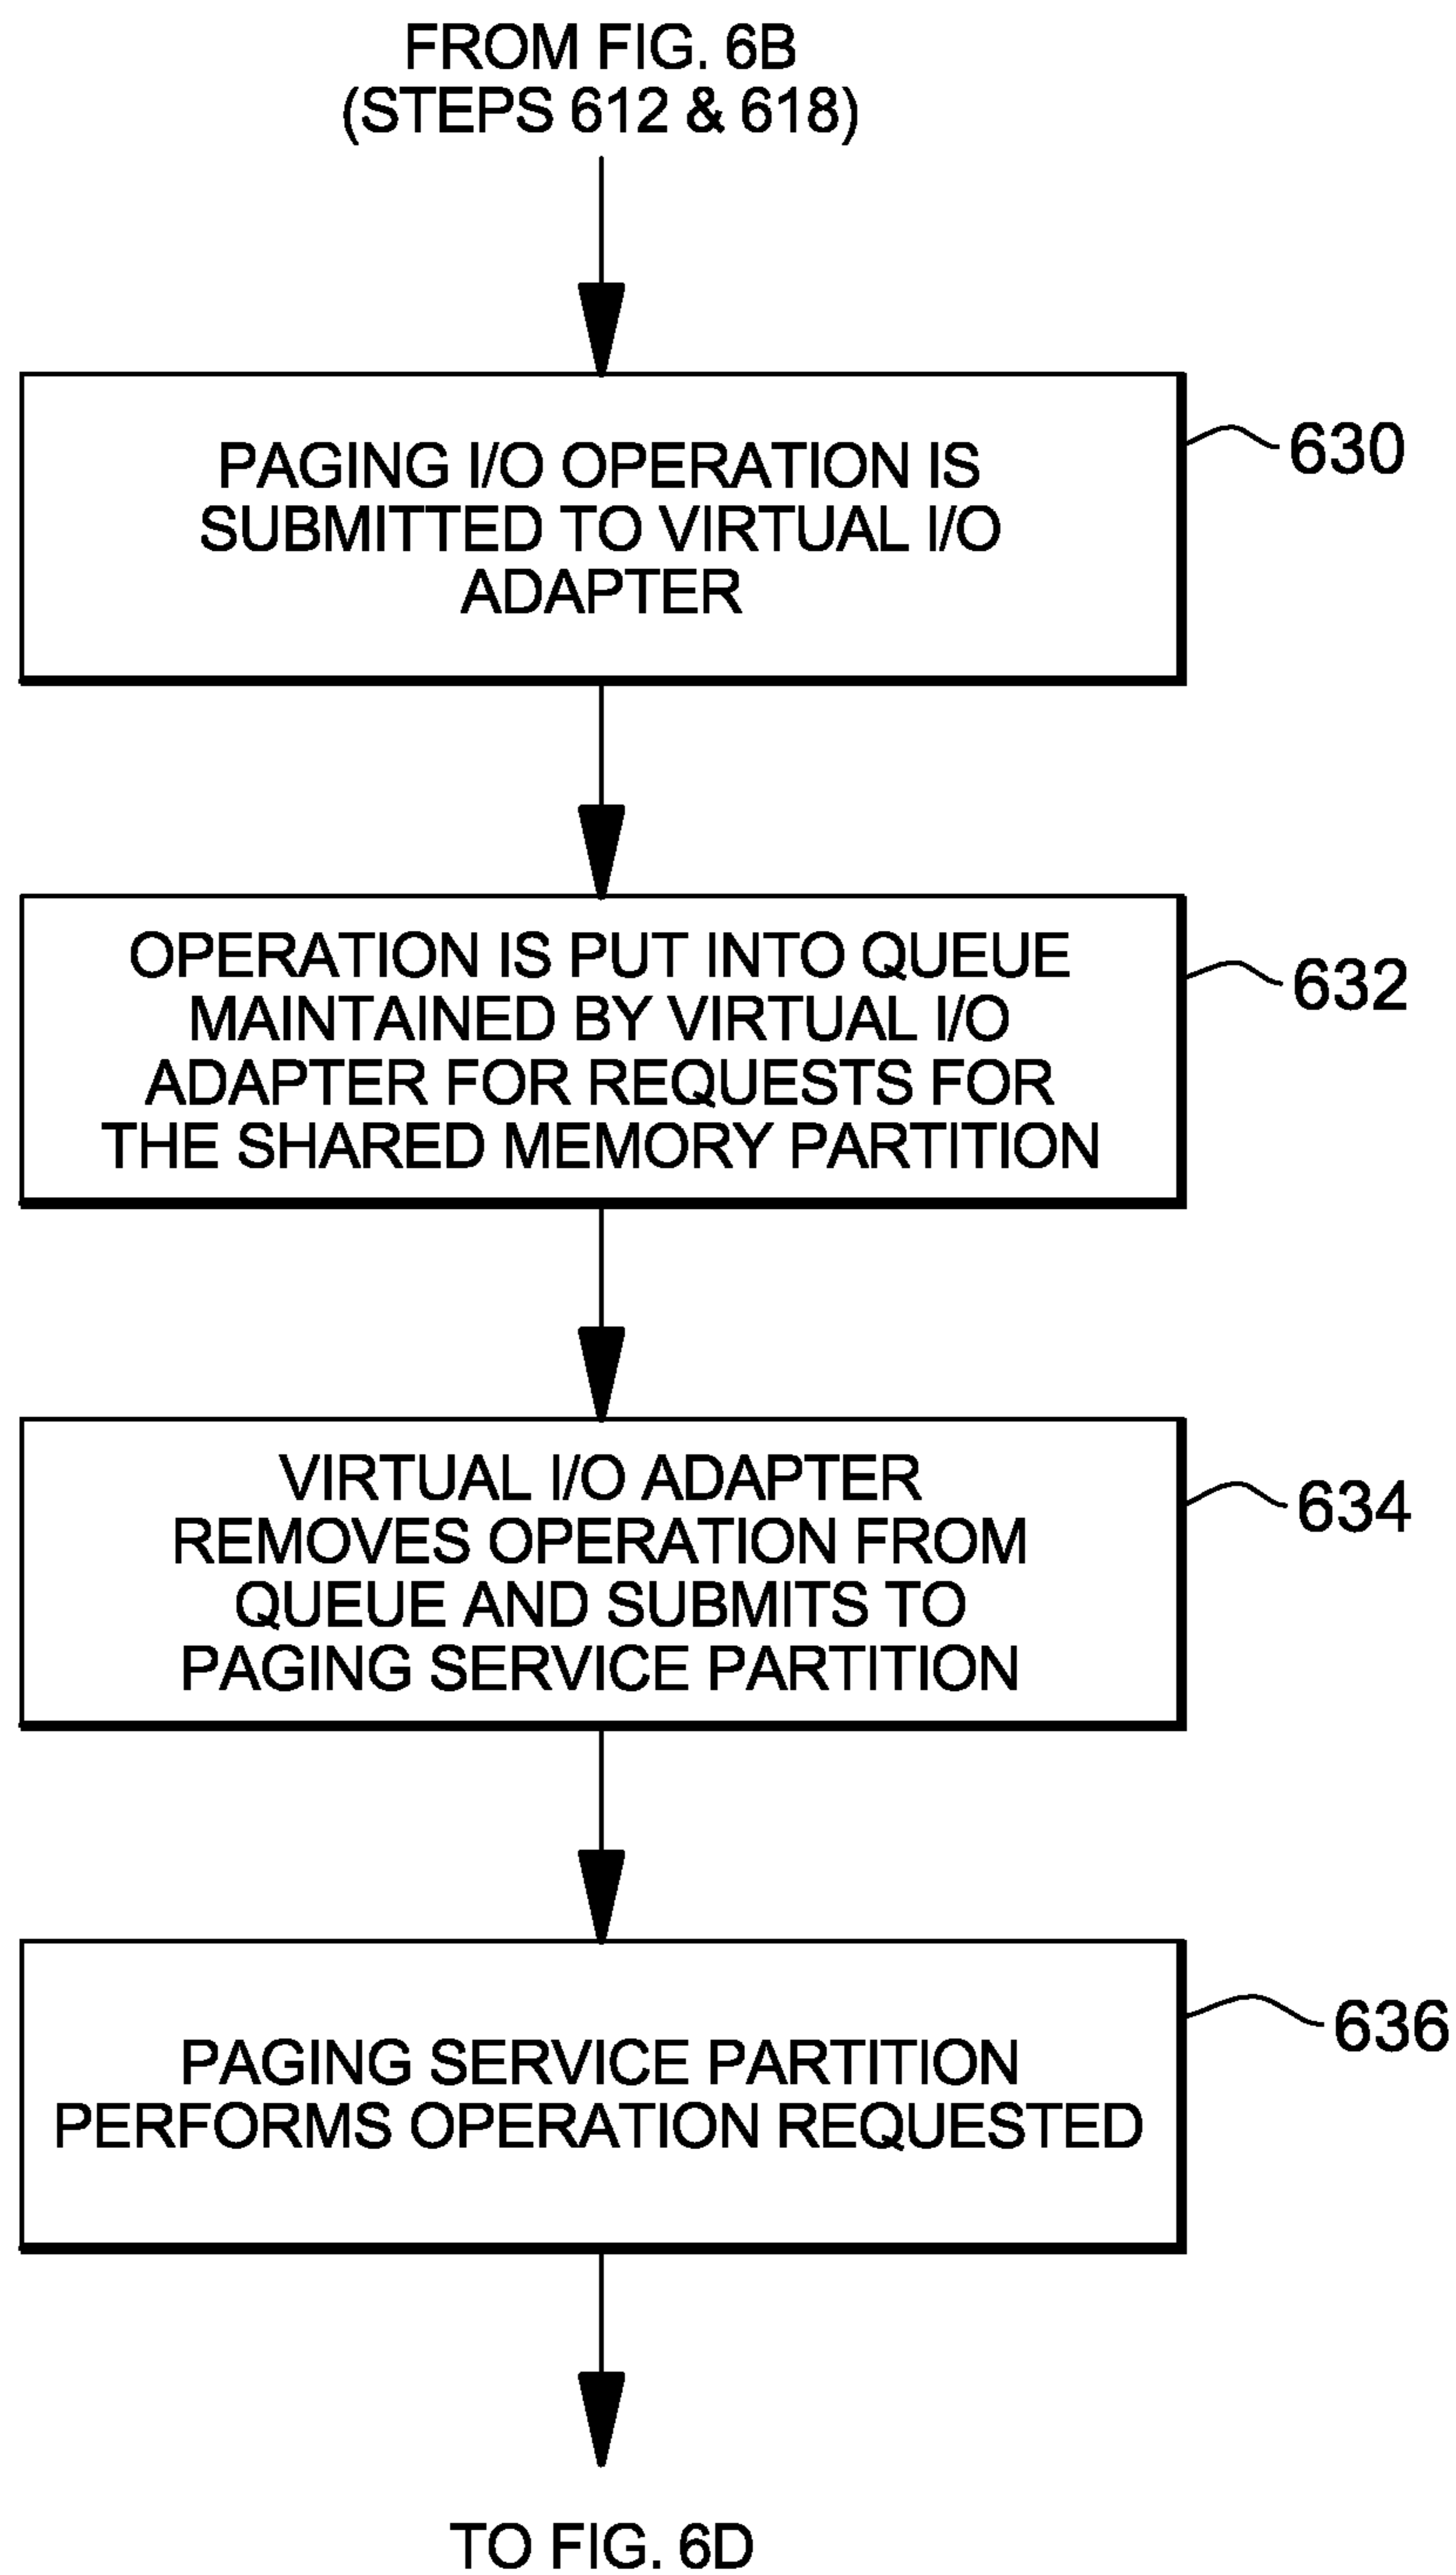 FROM FIG. 6B
(STEPS 612 & 618)
PAGING I/O OPERATION IS
SUBMITTED TO VIRTUAL I/O
ADAPTER
630
OPERATION IS PUT INTO QUEUE
MAINTAINED BY VIRTUAL I/O
ADAPTER FOR REQUESTS FOR
THE SHARED MEMORY PARTITION
632
VIRTUAL I/O ADAPTER
REMOVES OPERATION FROM
QUEUE AND SUBMITS TO
PAGING SERVICE PARTITION
634
PAGING SERVICE PARTITION
PERFORMS OPERATION REQUESTED
636
TO FIG. 6D